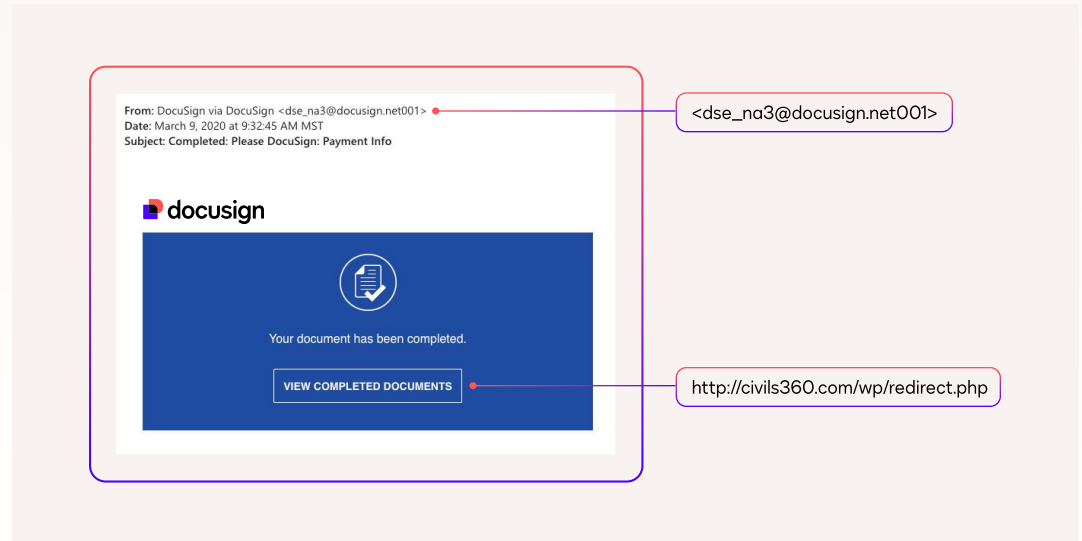 From: DocuSign via DocuSign <dse_na3@docusign.net001>
<dse_na3@docusign.net001>
Date: March 9, 2020 at 9:32:45 AM MST
Subject: Completed: Please DocuSign: Payment Info
docusign
Your document has been completed.
VIEW COMPLETED DOCUMENTS
http://civils360.com/wp/redirect.php